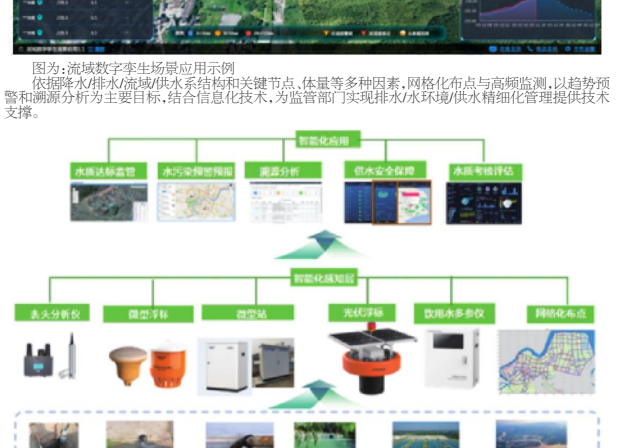 图为:流域数字孪生场景应用示例
依据降水/排水/流域/供水系结构和关键节点、体量等多种因素,网格化布点与高频监测,以趋势预
警和溯源分析为主要目标,结合信息化技术,为监管部门实现排水/水环境/供水精细化管理提供技术
支撑。
智能化应用
水质达标监管 水污染预警预报 溯源分析 供水安全保障 水质考核评估
智能化感知层
表头分析仪 微型浮标 微型站 光伏浮标 饮用水多参仪 网格化布点